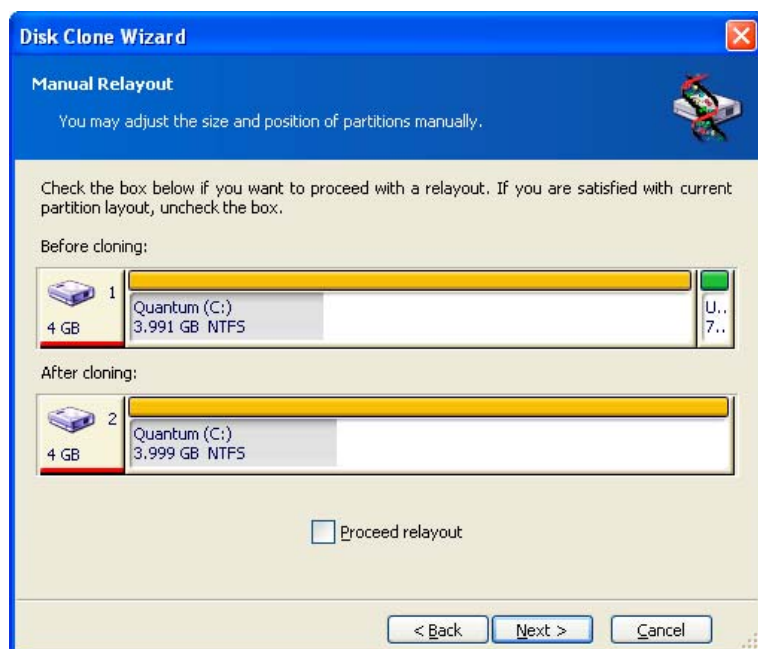 Disk Clone Wizard
Manual Relayout
You may adjust the size and position of partitions manually.
Check the box below if you want to proceed with a relayout. If you are satisfied with current
partition layout, uncheck the box.
Before cloning:
1
4 GB
Quantum (C:)
3.991 GB NTFS
U..
7..
After cloning:
2
4 GB
Quantum (C:)
3.999 GB NTFS
Proceed relayout
< Back
Next >
Cancel